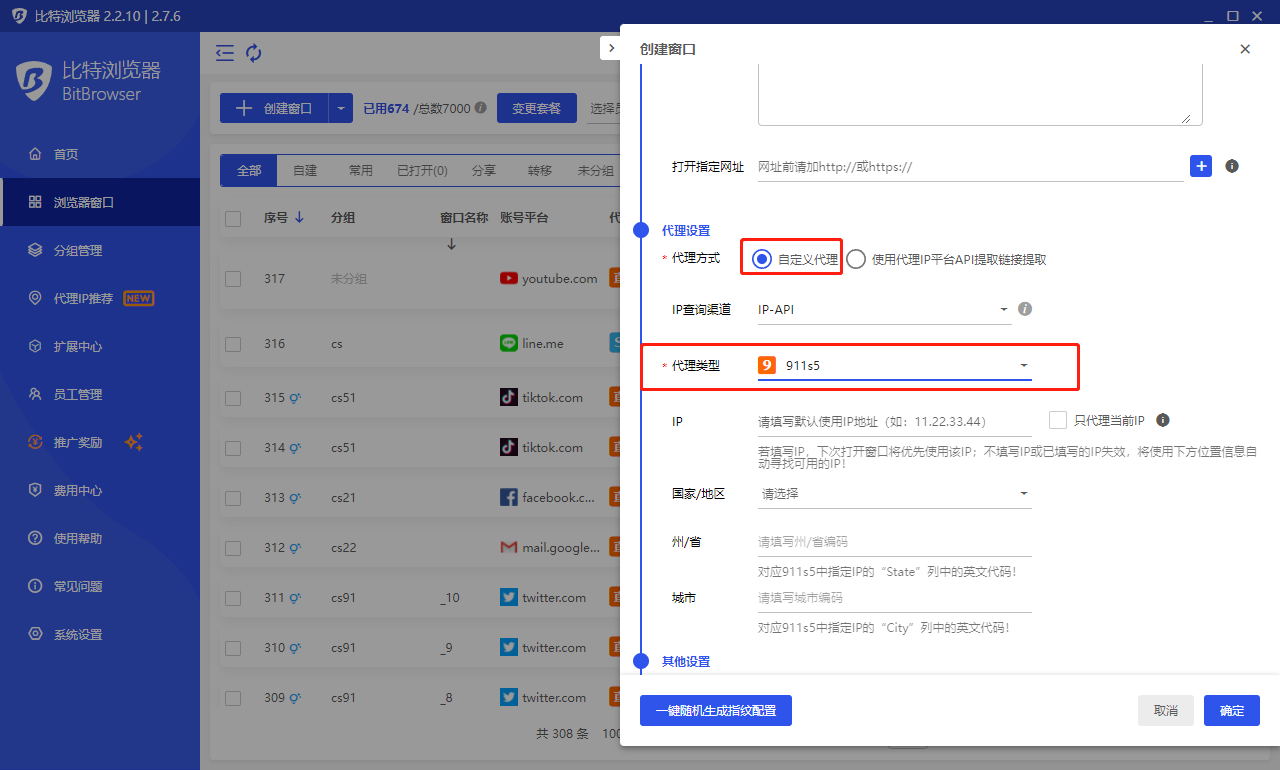 比特浏览器 2.2.10 | 2.7.6
比特浏览器
BitBrowser
首页
浏览器窗口
分组管理
代理IP推荐 NEW
扩展中心
员工管理
推广奖励
费用中心
使用帮助
常见问题
系统设置
创建窗口
已用674 /总数7000
变更套餐
全部 自建 常用 已打开(0) 分享 转移 未分组
序号 分组 窗口名称 账号平台
317 未分组 youtube.com
316 cs line.me
315 cs51 tiktok.com
314 cs51 tiktok.com
313 cs21 facebook.c...
312 cs22 mail.google...
311 cs91 _10 twitter.com
310 cs91 _9 twitter.com
309 cs91 _8 twitter.com
共 308 条
创建窗口
打开指定网址 网址前请加http://或https://
代理设置
* 代理方式 自定义代理 使用代理IP平台API提取链接提取
IP查询渠道 IP-API
* 代理类型 9 911s5
IP 请填写默认使用IP地址（如：11.22.33.44） 只代理当前IP
若填写IP，下次打开窗口将优先使用该IP；不填写IP或已填写的IP失效，将使用下方位置信息自
动寻找可用的IP！
国家/地区 请选择
州/省 请填写州/省编码
对应911s5中指定IP的“State”列中的英文代码！
城市 请填写城市编码
对应911s5中指定IP的“City”列中的英文代码！
其他设置
一键随机生成指纹配置 取消 确定